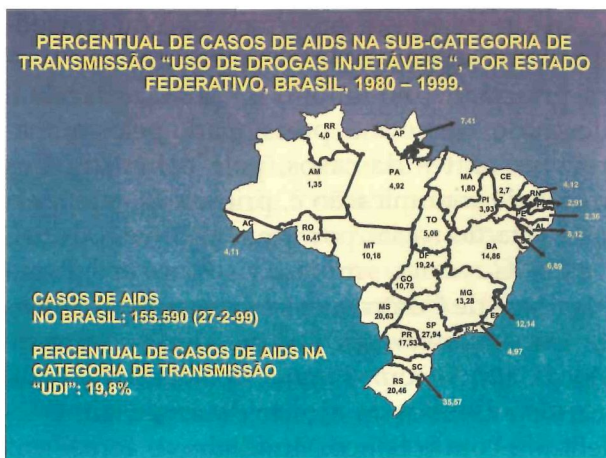 PERCENTUAL DE CASOS DE AIDS NA SUB-CATEGORIA DE
TRANSMISSÃO “USO DE DROGAS INJETÁVEIS “, POR ESTADO
FEDERATIVO, BRASIL, 1980 – 1999.
RR
4,0
AP
7,41
AM
1,35
PA
4,92
MA
1,80
CE
2,7
RN
4,12
PI
3,93
2,91
PE
2,36
AL
AC
4,11
RO
10,41
TO
5,06
BA
14,86
MT
10,18
DF
19,24
GO
10,76
MG
13,28
ES
12,14
MS
20,63
SP
27,94
4,97
PR
17,53
SC
35,57
RS
20,46
CASOS DE AIDS
NO BRASIL: 155.590 (27-2-99)
PERCENTUAL DE CASOS DE AIDS NA
CATEGORIA DE TRANSMISSÃO
“UDI”: 19,8%